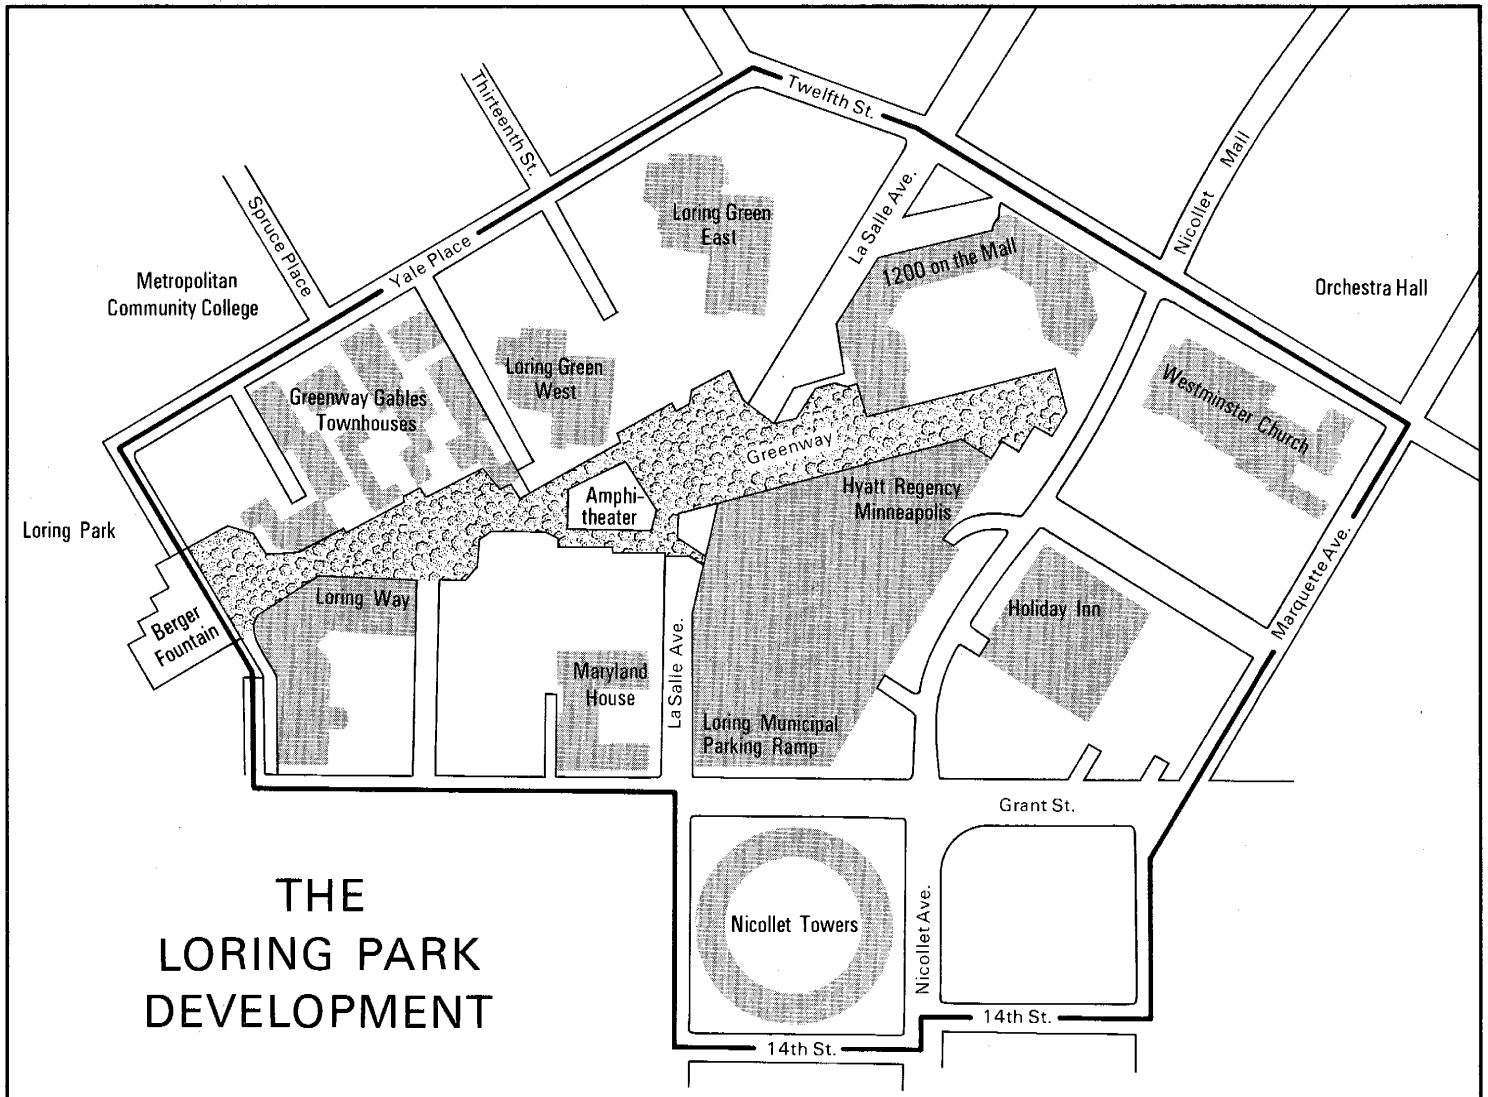 Twelfth St.
Thirteenth St.
Nicollet Mall
Spruce Place
Yale Place
La Salle Ave.
Loring Green
East
1200 on the Mall
Metropolitan
Community College
Orchestra Hall
Loring Green
West
Westminster Church
Greenway Gables
Townhouses
Greenway
Hyatt Regency
Minneapolis
Amphi-
theater
Loring Park
Marquette Ave.
Loring Way
Berger
Fountain
Holiday Inn
Maryland
House
La Salle Ave.
Loring Municipal
Parking Ramp
Grant St.
THE
LORING PARK
DEVELOPMENT
Nicollet Towers
Nicollet Ave.
14th St.
14th St.